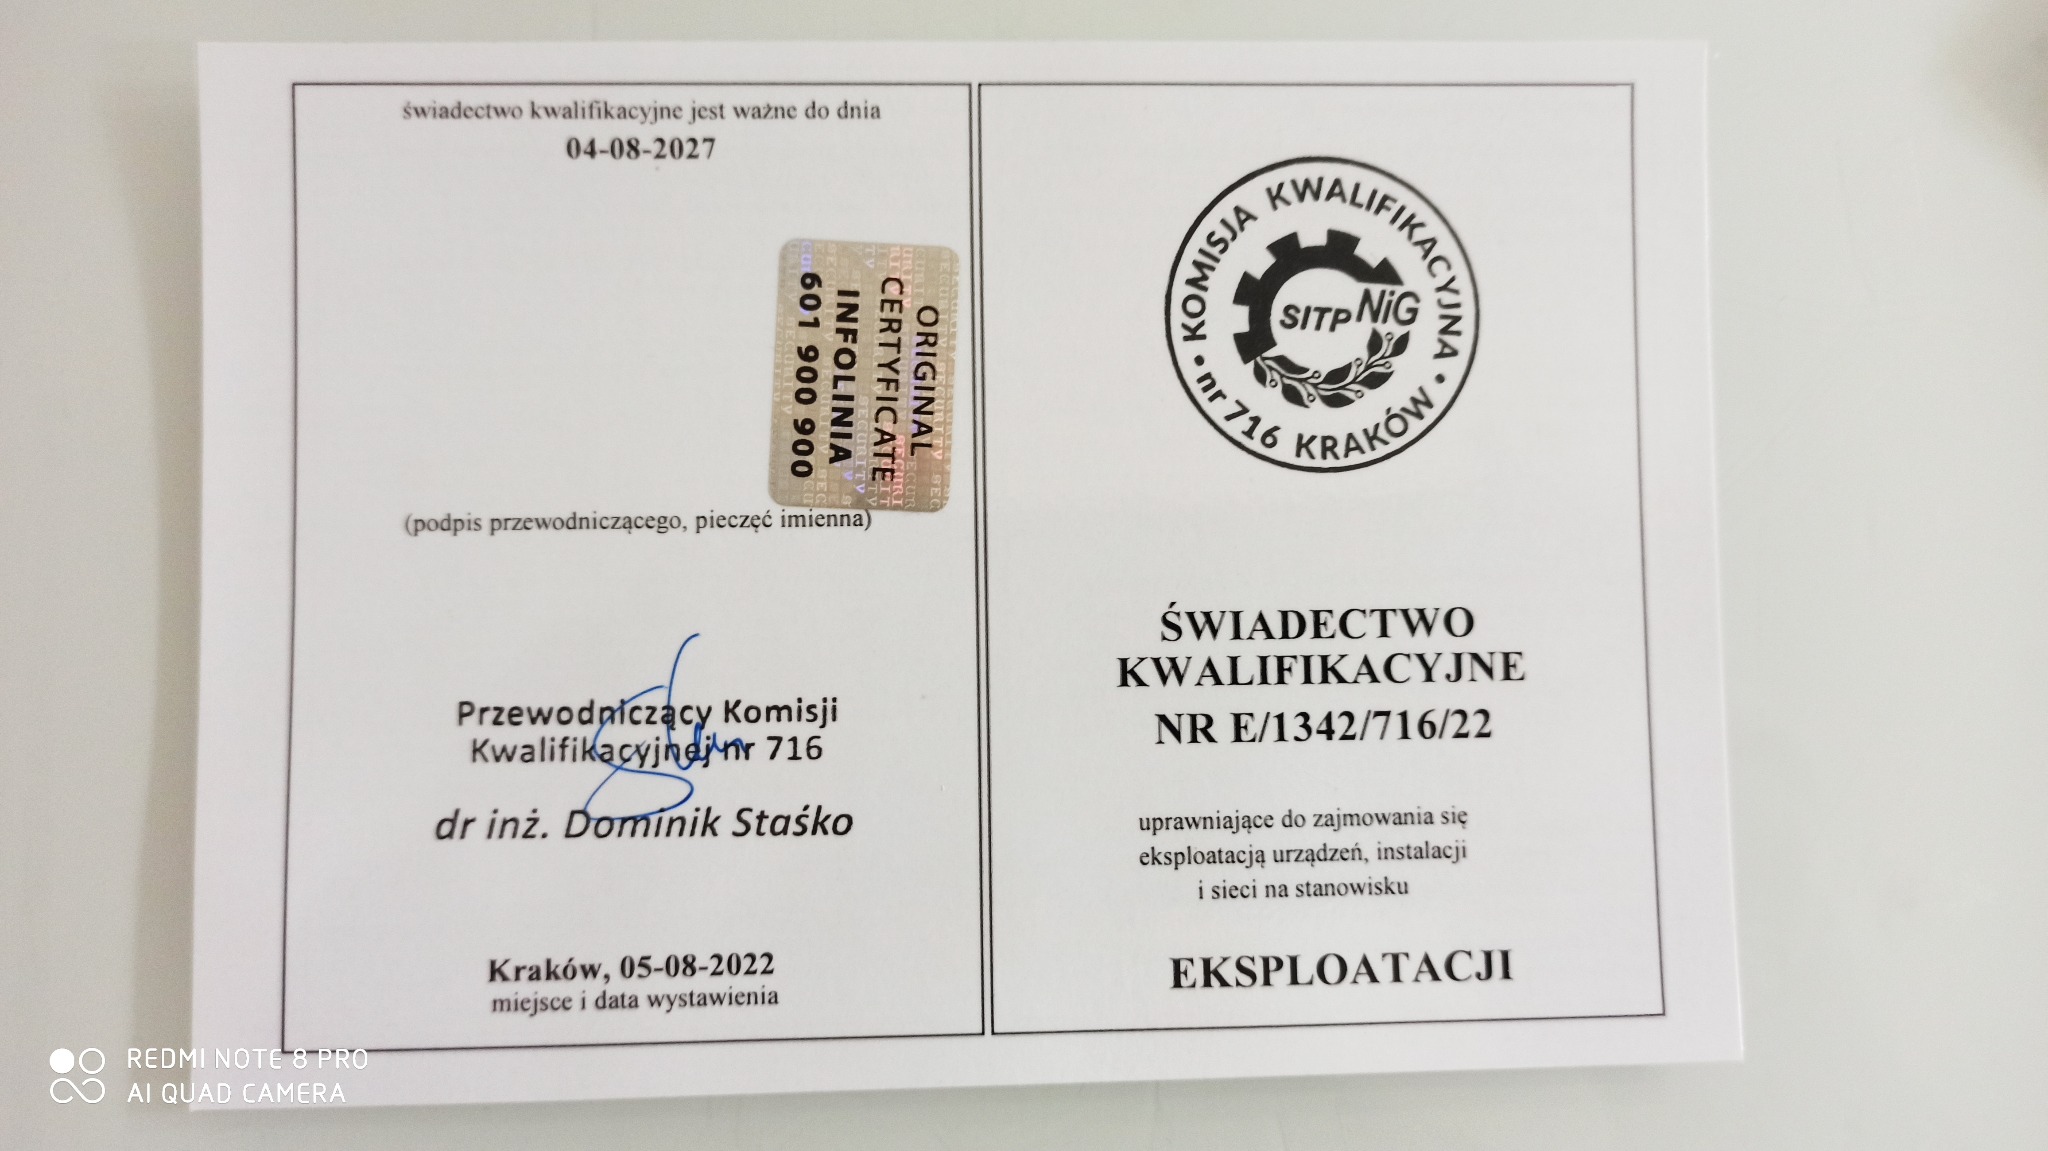 świadectwo kwalifikacyjne jest ważne do dnia
04-08-2027
ORIGINAL
CERTYFICATE
INFOLINIA
601 900 900
(podpis przewodniczącego, pieczęć imienna)
Przewodniczący Komisji
Kwalifikacyjnej nr 716
dr inż. Dominik Staśko
Kraków, 05-08-2022
miejsce i data wystawienia
• KOMISJA KWALIFIKACYJNA •
SITPNiG
nr 716 KRAKÓW
ŚWIADECTWO
KWALIFIKACYJNE
NR E/1342/716/22
uprawniające do zajmowania się
eksploatacją urządzeń, instalacji
i sieci na stanowisku
EKSPLOATACJI
REDMI NOTE 8 PRO
AI QUAD CAMERA